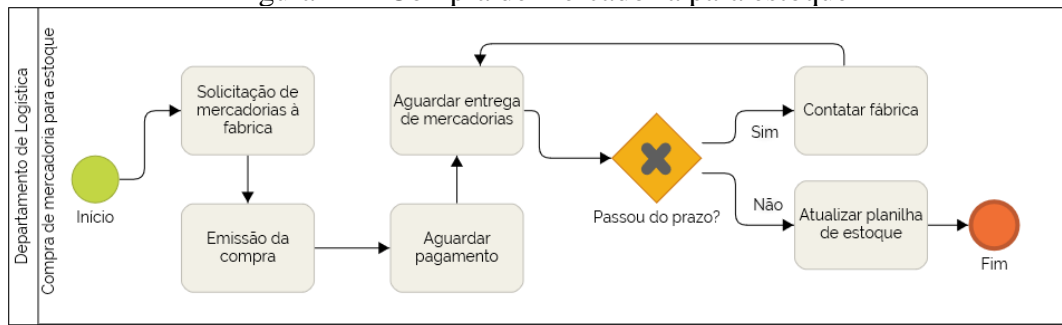 Departamento de Logística
Compra de mercadoria para estoque
Início
Solicitação de
mercadorias à
fabrica
Emissão da
compra
Aguardar
pagamento
Aguardar entrega
de mercadorias
Passou do prazo?
Sim
Contatar fábrica
Não
Atualizar planilha
de estoque
Fim